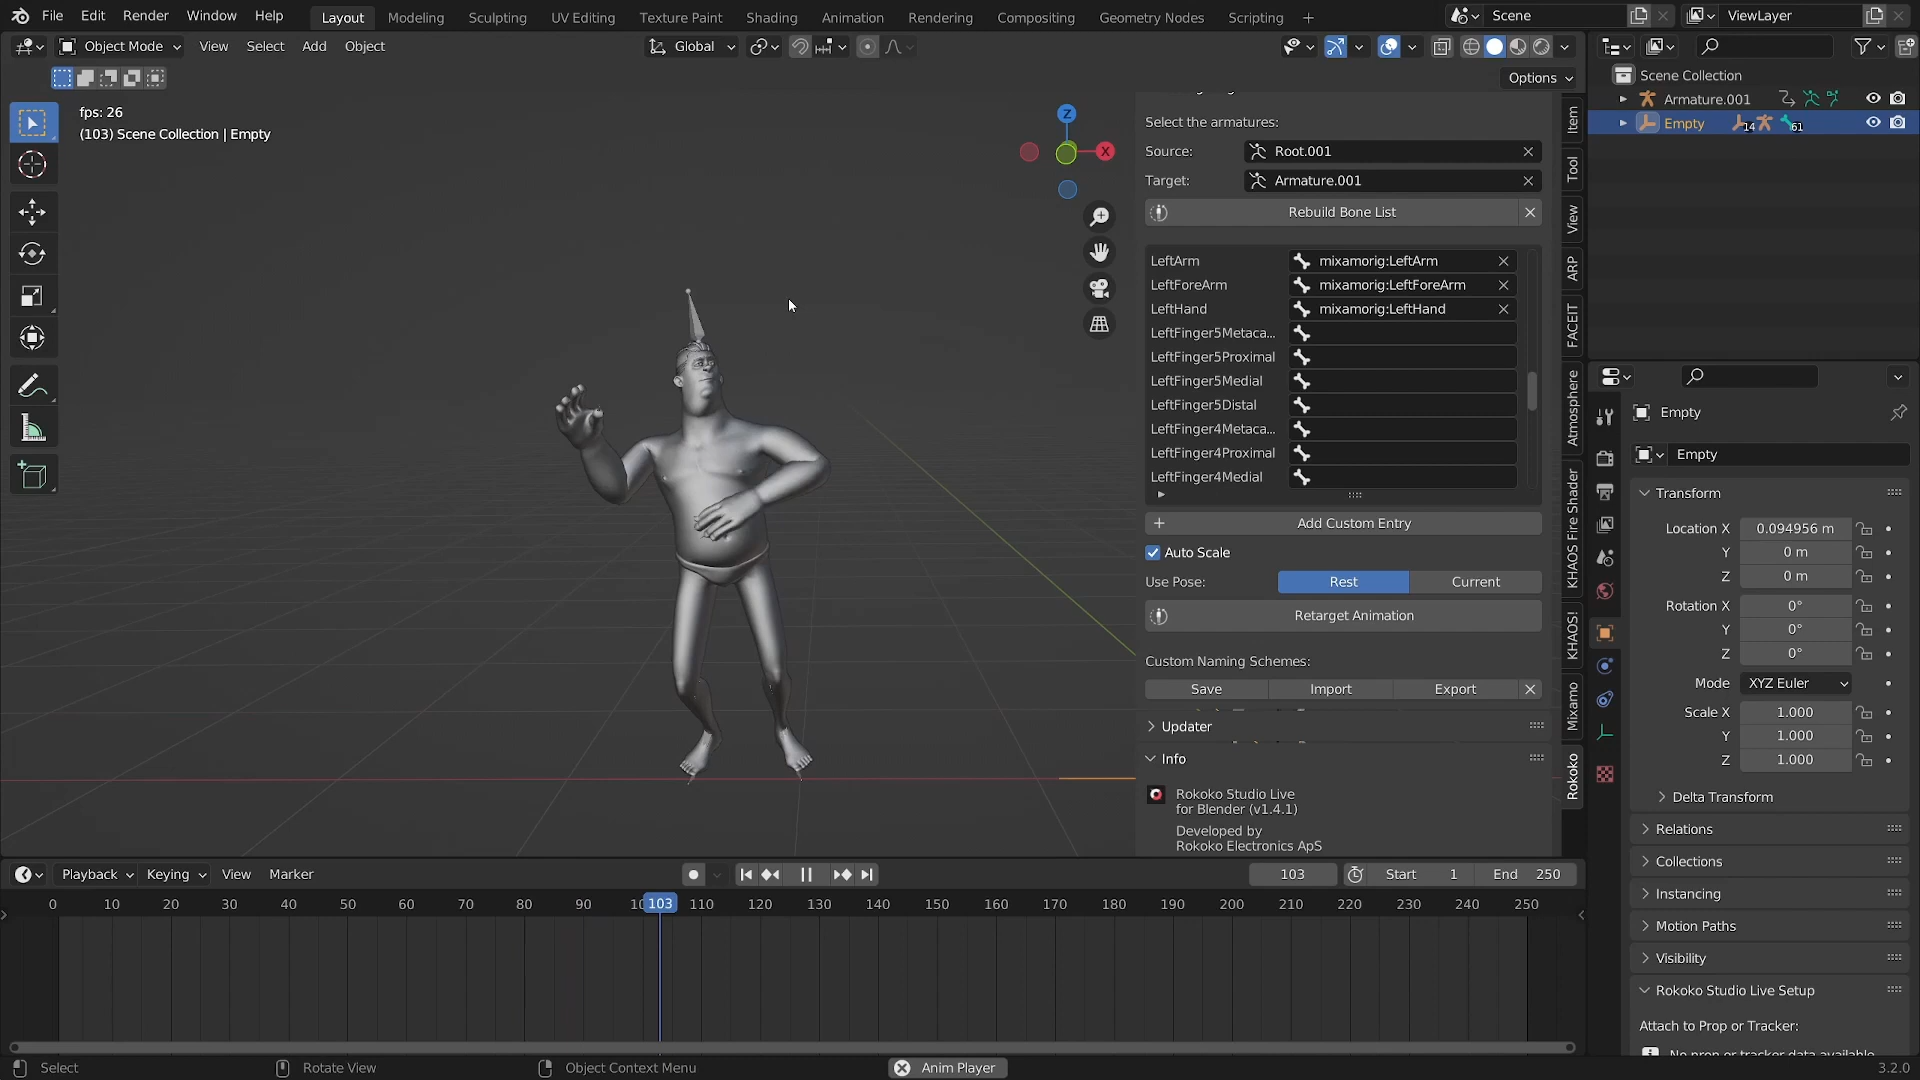 File Edit Render Window Help Layout Modeling Sculpting UV Editing Texture Paint Shading Animation Rendering Compositing Geometry Nodes Scripting + Scene ViewLayer
Object Mode View Select Add Object Global
Options
fps: 26
(103) Scene Collection | Empty
Z
X
Select the armatures:
Source: Root.001
Target: Armature.001
Rebuild Bone List
LeftArm mixamorig:LeftArm
LeftForeArm mixamorig:LeftForeArm
LeftHand mixamorig:LeftHand
LeftFinger5Metaca...
LeftFinger5Proximal
LeftFinger5Medial
LeftFinger5Distal
LeftFinger4Metaca...
LeftFinger4Proximal
LeftFinger4Medial
Add Custom Entry
Auto Scale
Use Pose: Rest Current
Retarget Animation
Custom Naming Schemes:
Save Import Export
Updater
Info
Rokoko Studio Live
for Blender (v1.4.1)
Developed by
Rokoko Electronics ApS
Item
Tool
View
ARP
FACEIT
Atmosphere
KHAOS Fire Shader
KHAOS!
Mixamo
Rokoko
Scene Collection
Armature.001
Empty 14 61
Empty
Empty
Transform
Location X 0.094956 m
Y 0 m
Z 0 m
Rotation X 0°
Y 0°
Z 0°
Mode XYZ Euler
Scale X 1.000
Y 1.000
Z 1.000
Delta Transform
Relations
Collections
Instancing
Motion Paths
Visibility
Rokoko Studio Live Setup
Attach to Prop or Tracker:
No prop or tracker data available
Playback Keying View Marker 103 Start 1 End 250
0 10 20 30 40 50 60 70 80 90 10 103 110 120 130 140 150 160 170 180 190 200 210 220 230 240 250
Select Rotate View Object Context Menu Anim Player 3.2.0